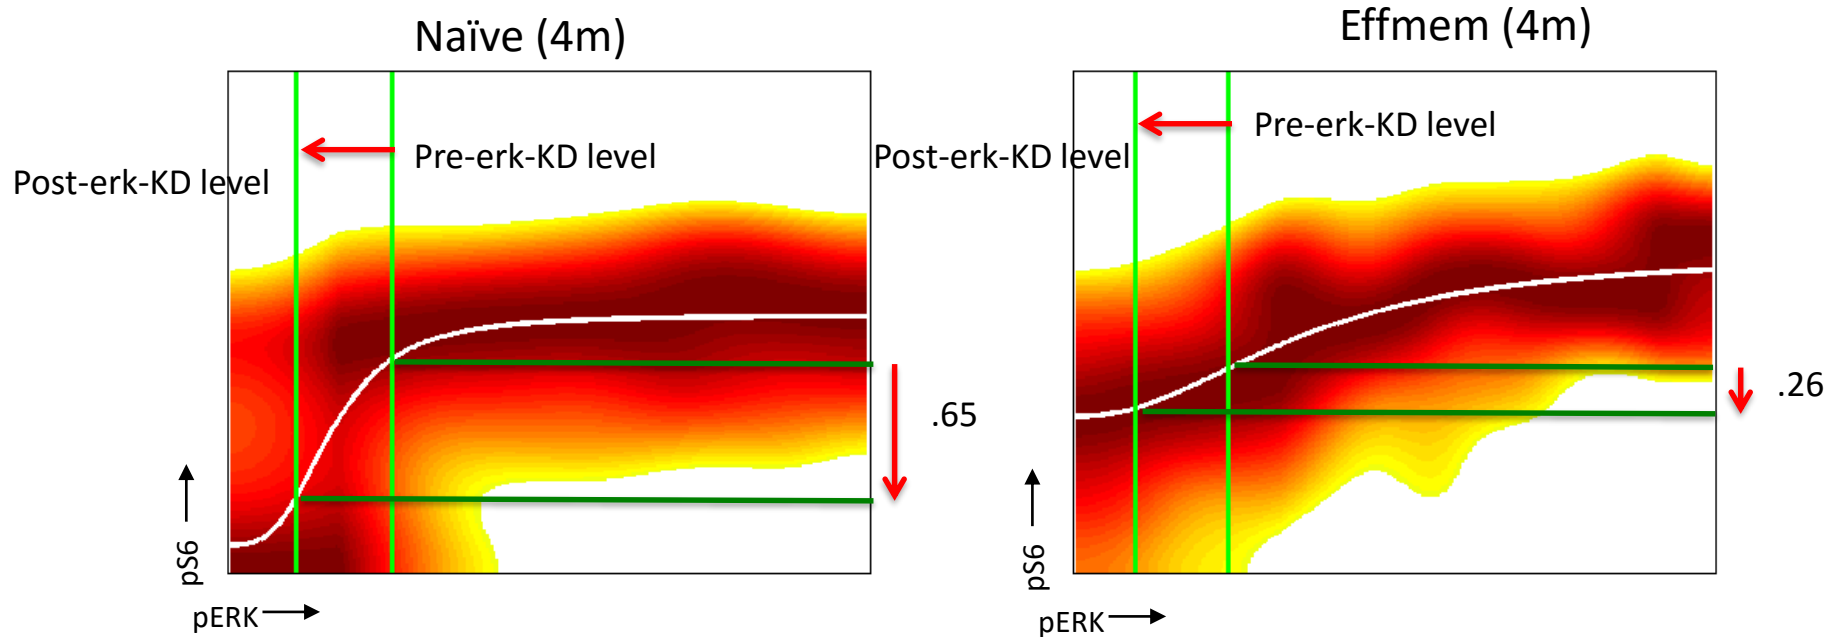 Naïve (4m)
Post-erk-KD level
Pre-erk-KD level
.65
pS6
pERK
Effmem (4m)
Post-erk-KD level
Pre-erk-KD level
.26
pS6
pERK